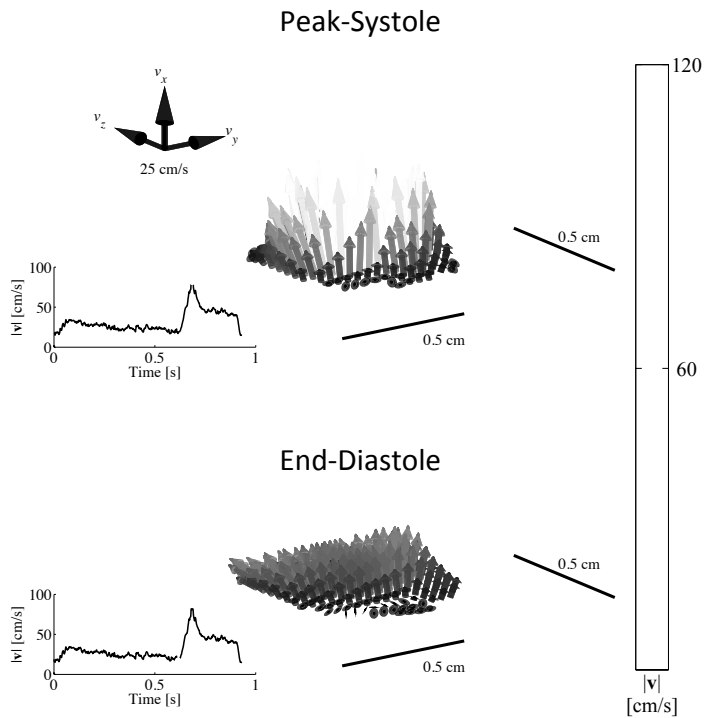 Peak-Systole
120
v_x
v_z
v_y
25 cm/s
0.5 cm
100
50
0
|v| [cm/s]
0
0.5
1
Time [s]
0.5 cm
60
End-Diastole
0.5 cm
100
50
0
|v| [cm/s]
0
0.5
1
Time [s]
0.5 cm
|v|
[cm/s]